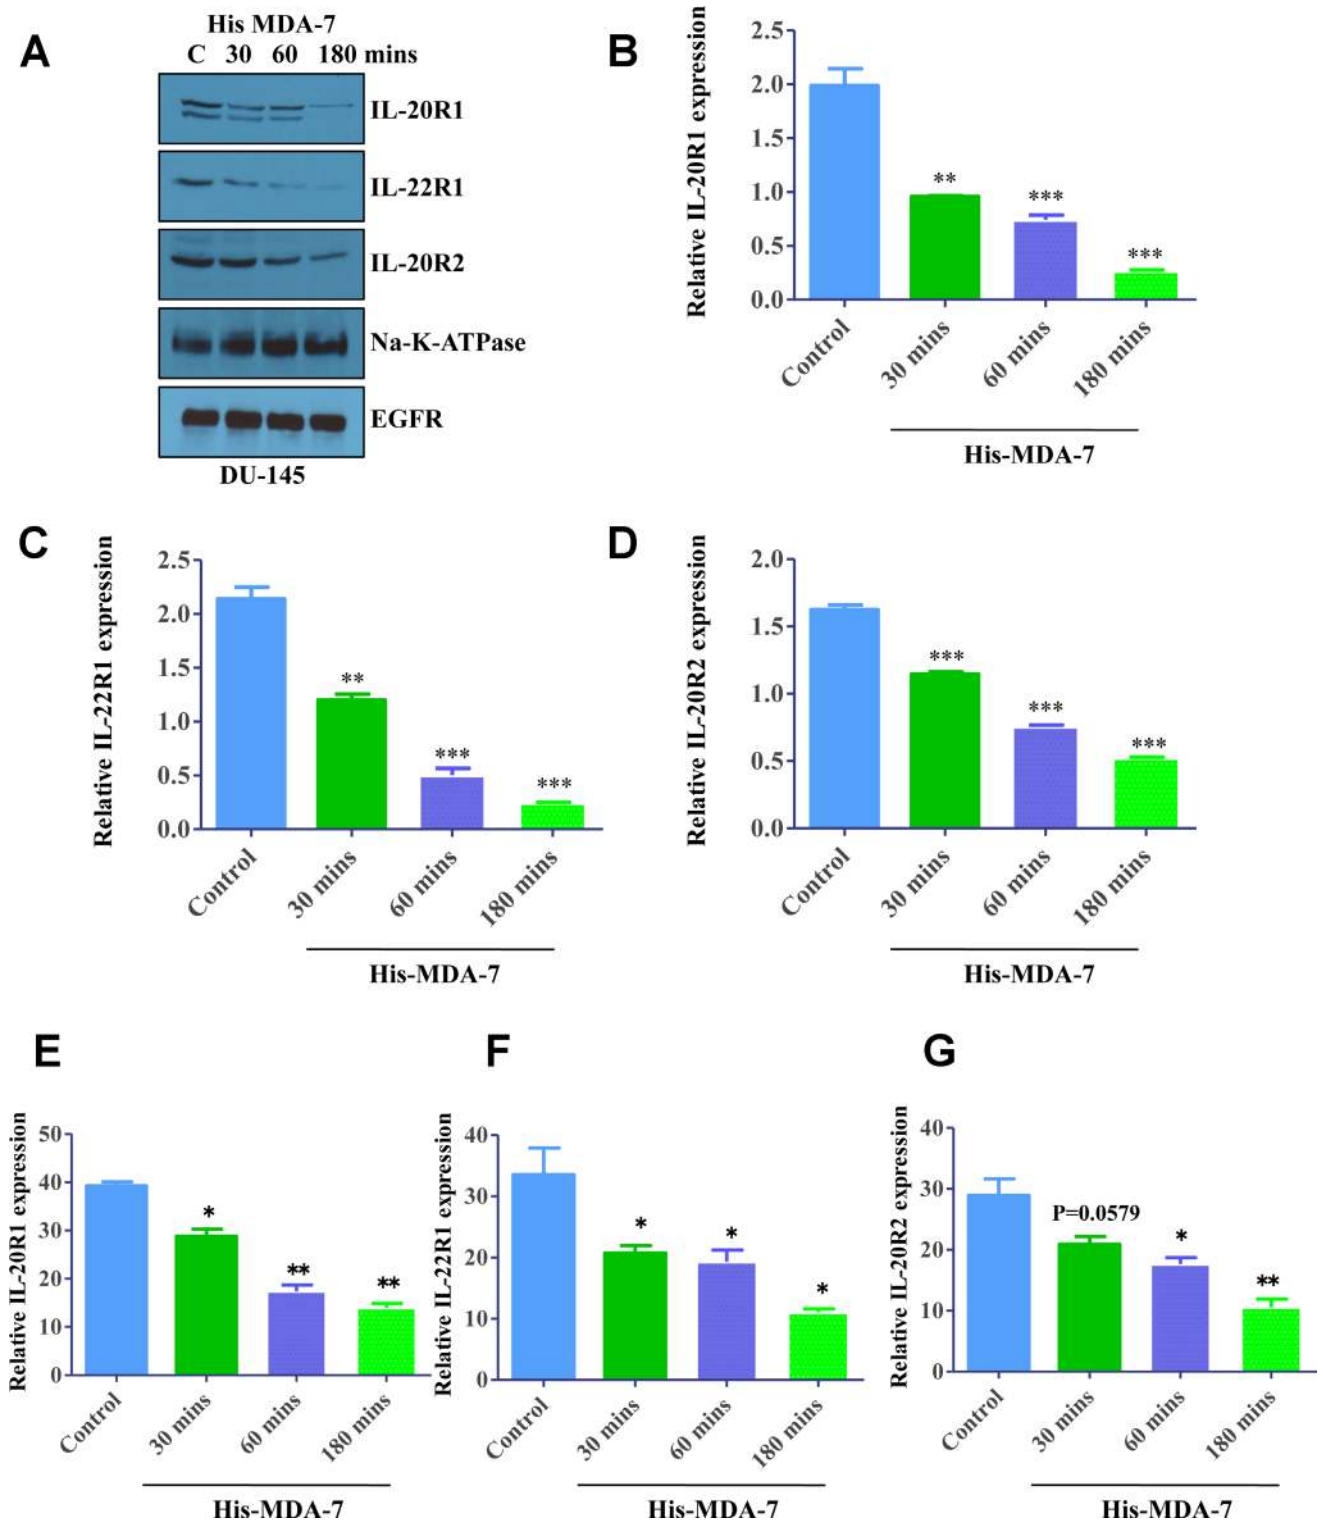 A
His MDA-7
C 30 60 180 mins
IL-20R1
IL-22R1
IL-20R2
Na-K-ATPase
EGFR
DU-145
B
Relative IL-20R1 expression
2.5
2.0
1.5
1.0
0.5
0.0
**
***
***
Control
30 mins
60 mins
180 mins
His-MDA-7
C
Relative IL-22R1 expression
2.5
2.0
1.5
1.0
0.5
0.0
**
***
***
Control
30 mins
60 mins
180 mins
His-MDA-7
D
Relative IL-20R2 expression
2.0
1.5
1.0
0.5
0.0
***
***
***
Control
30 mins
60 mins
180 mins
His-MDA-7
E
Relative IL-20R1 expression
50
40
30
20
10
0
*
**
**
Control
30 mins
60 mins
180 mins
His-MDA-7
F
Relative IL-22R1 expression
40
30
20
10
0
*
*
*
Control
30 mins
60 mins
180 mins
His-MDA-7
G
Relative IL-20R2 expression
40
30
20
10
0
P=0.0579
*
**
Control
30 mins
60 mins
180 mins
His-MDA-7